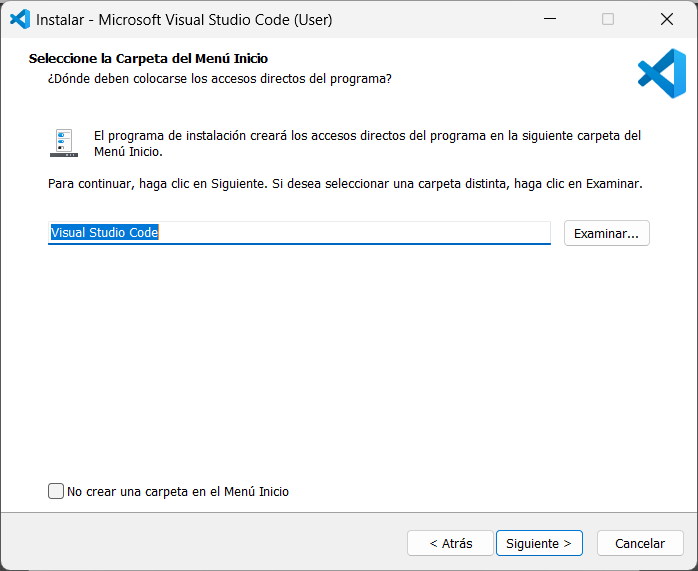 Instalar - Microsoft Visual Studio Code (User)
Seleccione la Carpeta del Menú Inicio
¿Dónde deben colocarse los accesos directos del programa?
El programa de instalación creará los accesos directos del programa en la siguiente carpeta del
Menú Inicio.
Para continuar, haga clic en Siguiente. Si desea seleccionar una carpeta distinta, haga clic en Examinar.
Visual Studio Code
Examinar...
No crear una carpeta en el Menú Inicio
< Atrás
Siguiente >
Cancelar